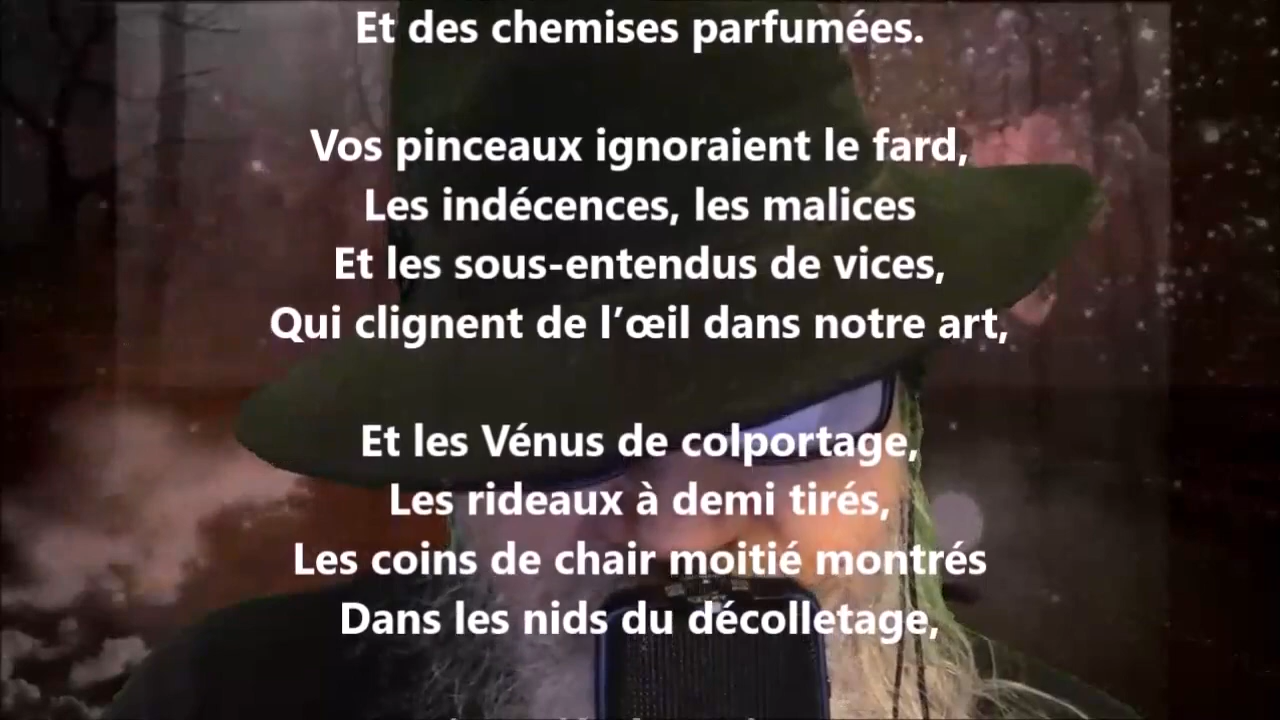 Et des chemises parfumées.
Vos pinceaux ignoraient le fard,
Les indécences, les malices
Et les sous-entendus de vices,
Qui clignent de l’œil dans notre art,
Et les Vénus de colportage,
Les rideaux à demi tirés,
Les coins de chair moitié montrés
Dans les nids du décolletage,